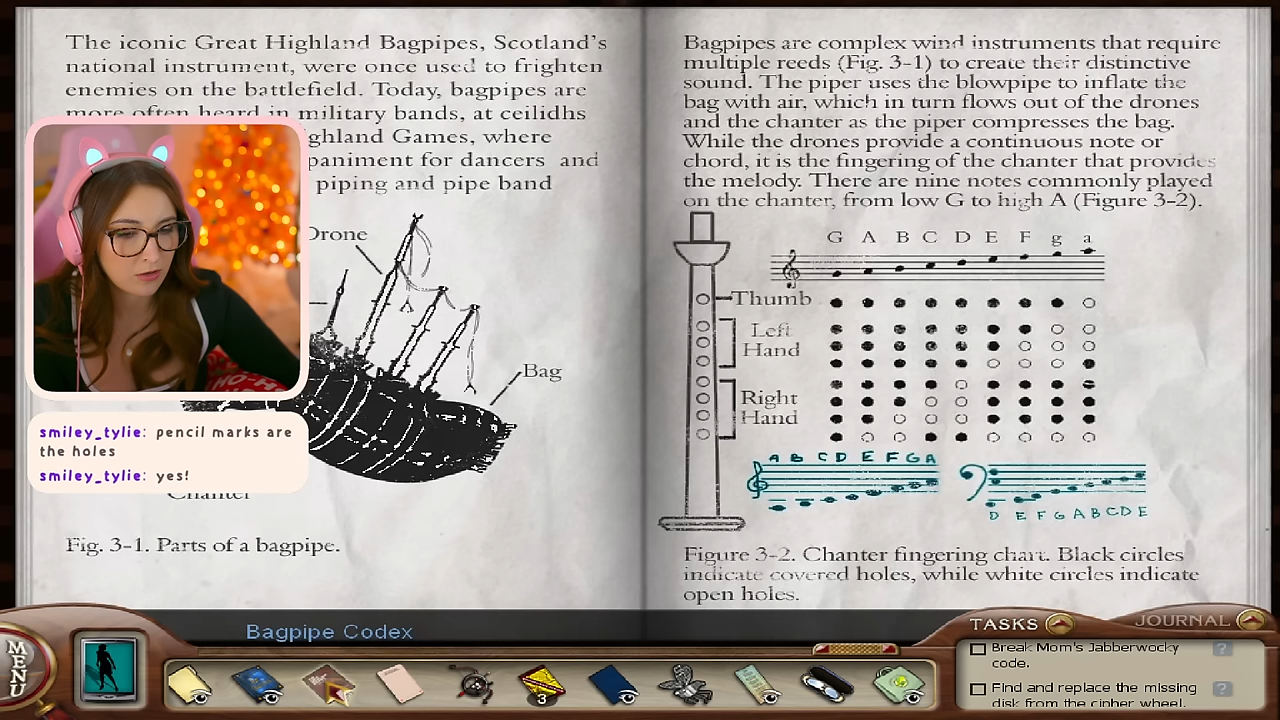 The iconic Great Highland Bagpipes, Scotland's
national instrument, were once used to frighten
enemies on the battlefield. Today, bagpipes are
more often heard in military bands, at ceilidhs
ghland Games, where
paniment for dancers and
piping and pipe band
Drone
Bag
Chanter
Fig. 3-1. Parts of a bagpipe.
smiley_tylie: pencil marks are
the holes
smiley_tylie: yes!
HO-H
Bagpipes are complex wind instruments that require
multiple reeds (Fig. 3-1) to create their distinctive
sound. The piper uses the blowpipe to inflate the
bag with air, which in turn flows out of the drones
and the chanter as the piper compresses the bag.
While the drones provide a continuous note or
chord, it is the fingering of the chanter that provides
the melody. There are nine notes commonly played
on the chanter, from low G to high A (Figure 3-2).
G A B C D E F g a
Thumb
Left
Hand
Right
Hand
A B C D E F G A
D E F G A B C D E
Figure 3-2. Chanter fingering chart. Black circles
indicate covered holes, while white circles indicate
open holes.
Bagpipe Codex
MENU
3
TASKS
JOURNAL
Break Mom's Jabberwocky
code.
?
Find and replace the missing
disk from the cipher wheel.
?